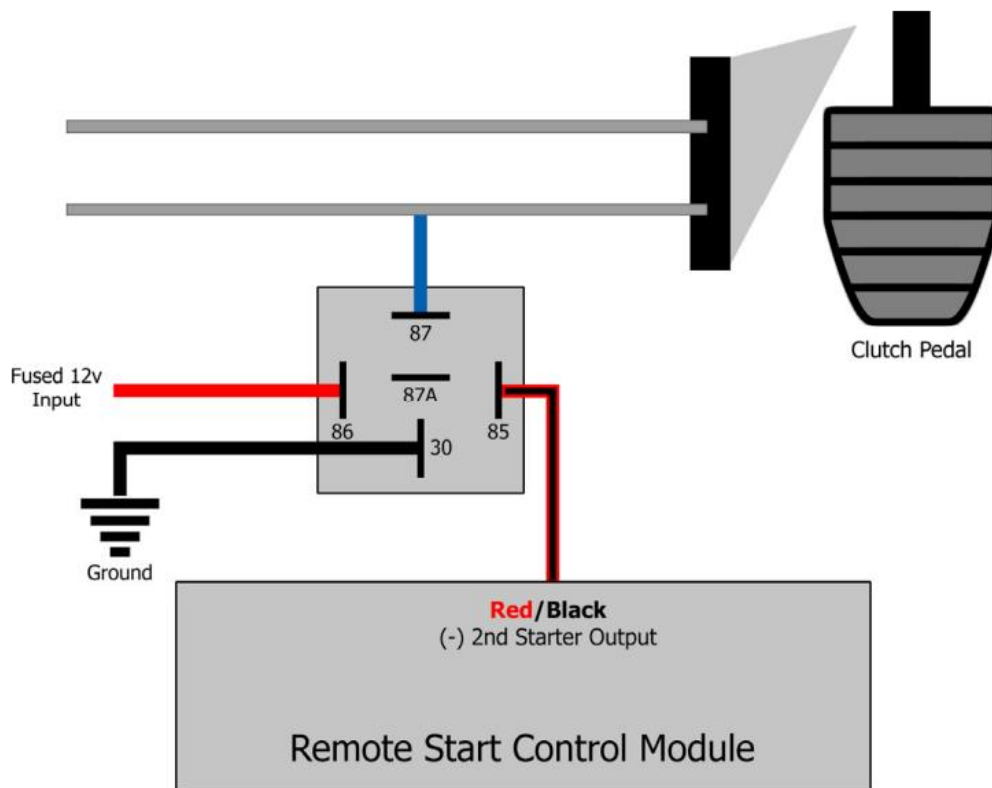 87
Clutch Pedal
Fused 12v
Input
87A
86
30
85
Ground
Red/Black
(-) 2nd Starter Output
Remote Start Control Module